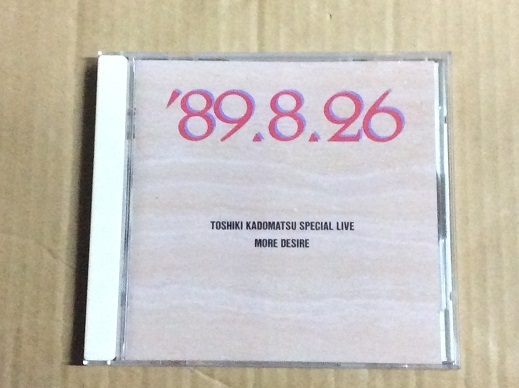 '89.8.26
TOSHIKI KADOMATSU SPECIAL LIVE
MORE DESIRE